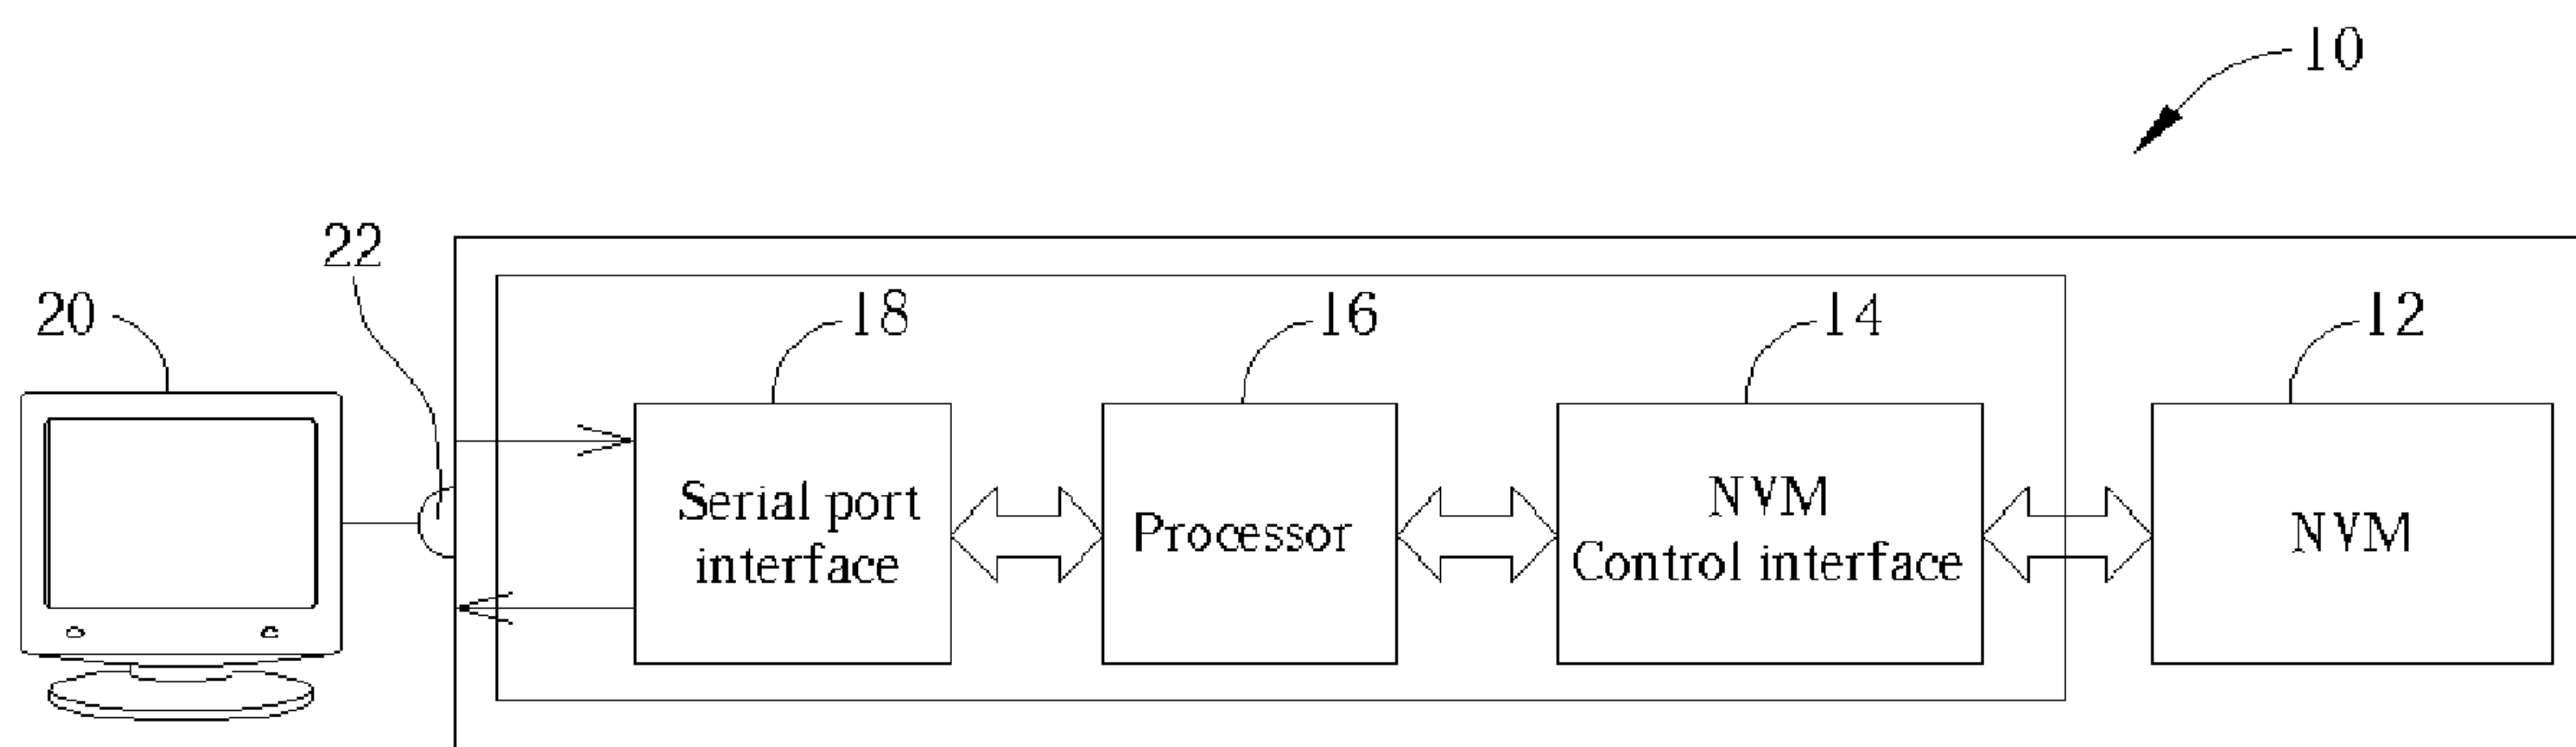 10
22
20
18
16
14
12
Serial port
interface
Processor
NVM
Control interface
NVM